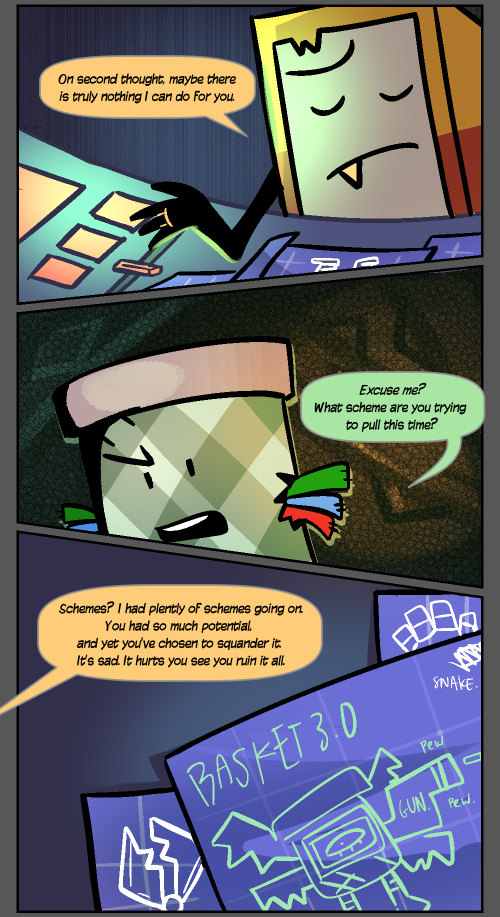 On second thought, maybe there
is truly nothing I can do for you.
Excuse me?
What scheme are you trying
to pull this time?
Schemes? I had plently of schemes going on.
You had so much potential,
and yet you've chosen to squander it.
It's sad. It hurts you see you ruin it all.
SNAKE.
BASKET 3.0
Pew
GUN.
Pew.